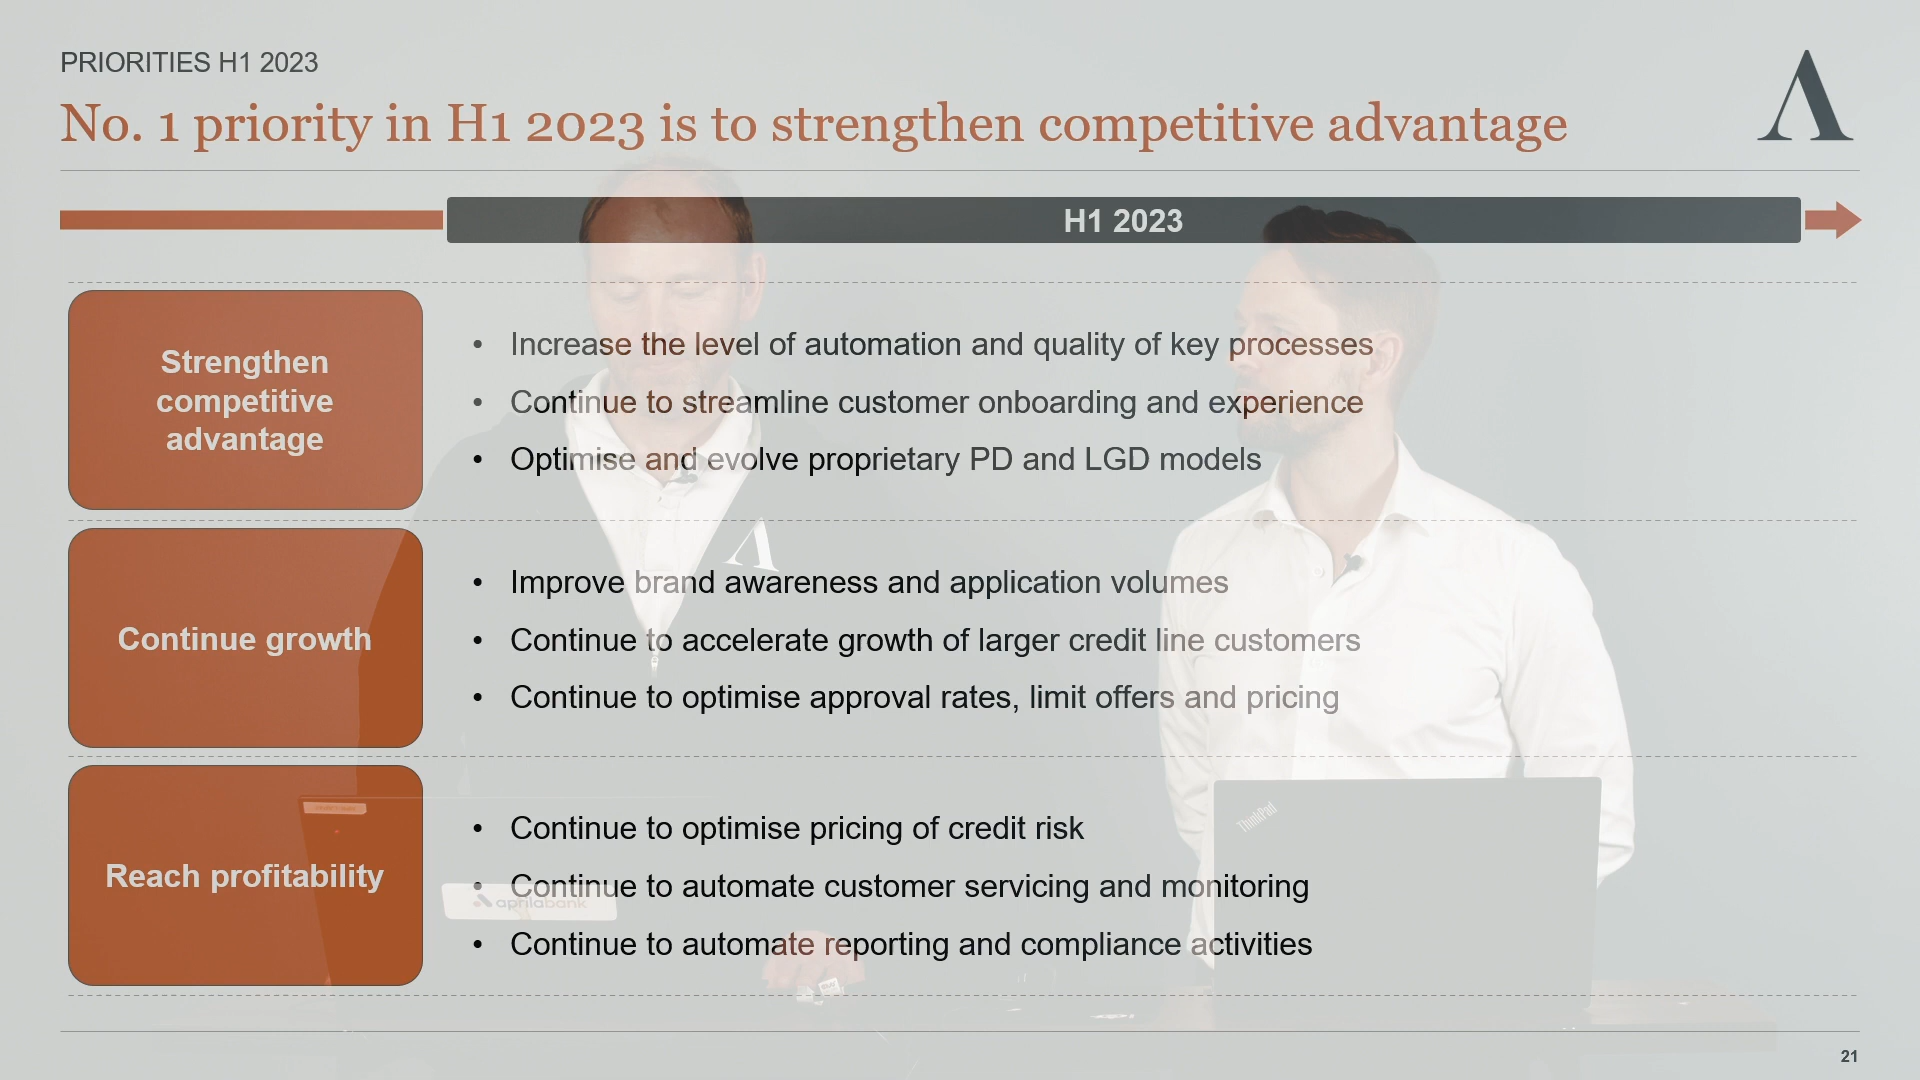 PRIORITIES H1 2023
No. 1 priority in H1 2023 is to strengthen competitive advantage
H1 2023
Strengthen
competitive
advantage
• Increase the level of automation and quality of key processes
• Continue to streamline customer onboarding and experience
• Optimise and evolve proprietary PD and LGD models
Continue growth
• Improve brand awareness and application volumes
• Continue to accelerate growth of larger credit line customers
• Continue to optimise approval rates, limit offers and pricing
ThinkPad
Reach profitability
• Continue to optimise pricing of credit risk
• Continue to automate customer servicing and monitoring
aprilabank
• Continue to automate reporting and compliance activities
21